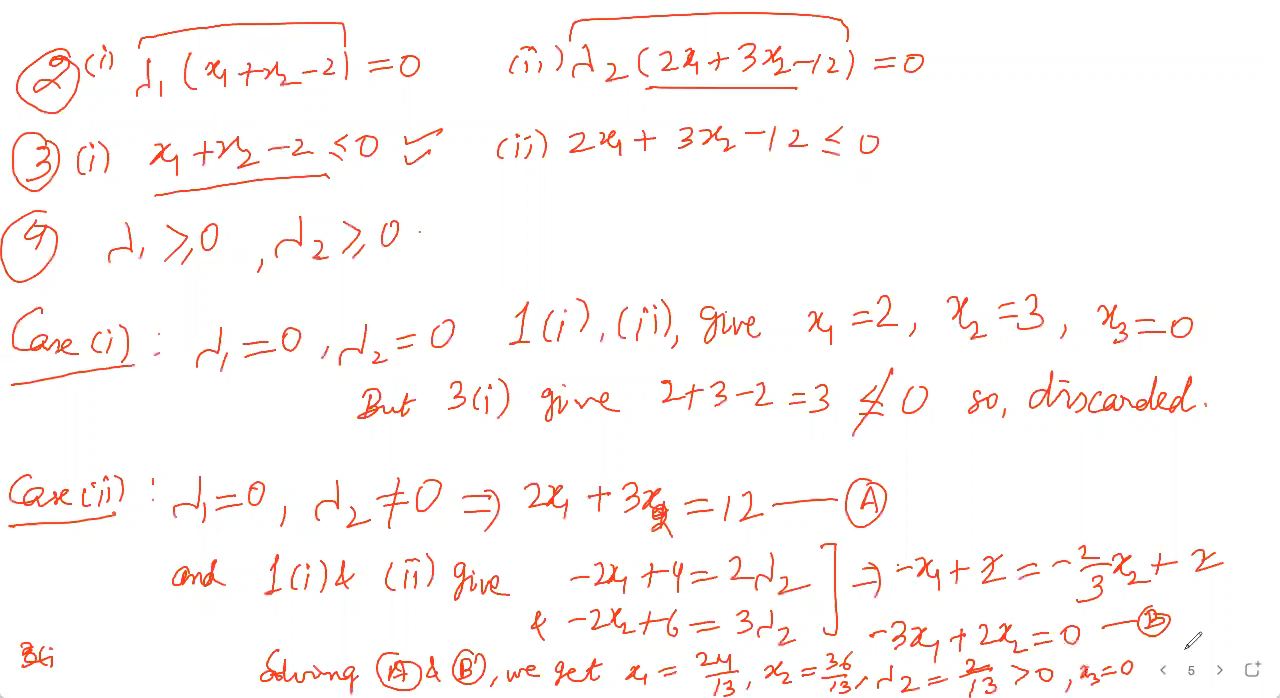 ② (i) λ₁ (x₁+x₂-2) = 0 (ii) λ₂ (2x₁ + 3x₂-12) = 0
③ (i) x₁ + x₂ - 2 ≤ 0 ✓ (ii) 2x₁ + 3x₂ - 12 ≤ 0
④ λ₁ ≥ 0 , λ₂ ≥ 0
Case (i) : λ₁ = 0 , λ₂ = 0 1(i), (ii), give x₁ = 2, x₂ = 3, x₃ = 0
But 3(i) give 2+3-2 = 3 ≰ 0 so, discarded.
Case (ii) : λ₁ = 0, λ₂ ≠ 0 ⇒ 2x₁ + 3x₂ = 12 — Ⓐ
and 1(i) & (ii) give -2x₁ + 4 = 2λ₂ ] ⇒ -x₁ + 2 = -2/3 x₂ + 2
& -2x₂ + 6 = 3λ₂ -3x₁ + 2x₂ = 0 — Ⓑ
Solving Ⓐ & Ⓑ, we get x₁ = 24/13, x₂ = 36/13, λ₂ = 2/13 > 0, x₃ = 0
< 5 >